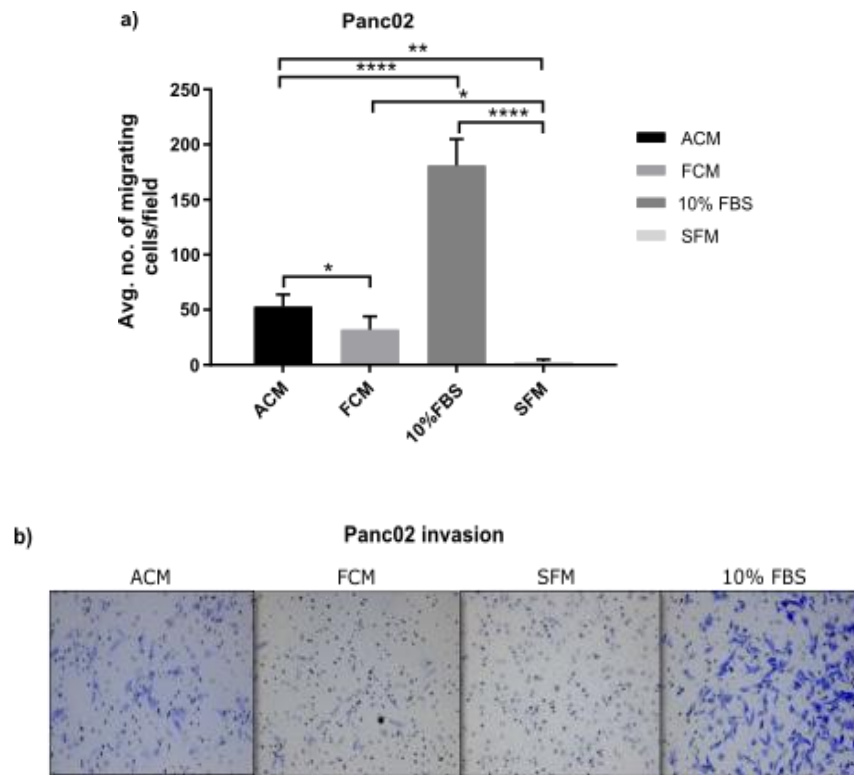 a)
Panc02
**
****
*
****
*
Avg. no. of migrating
cells/field
250
200
150
100
50
0
ACM
FCM
10%FBS
SFM
ACM
FCM
10% FBS
SFM
b)
Panc02 invasion
ACM
FCM
SFM
10% FBS